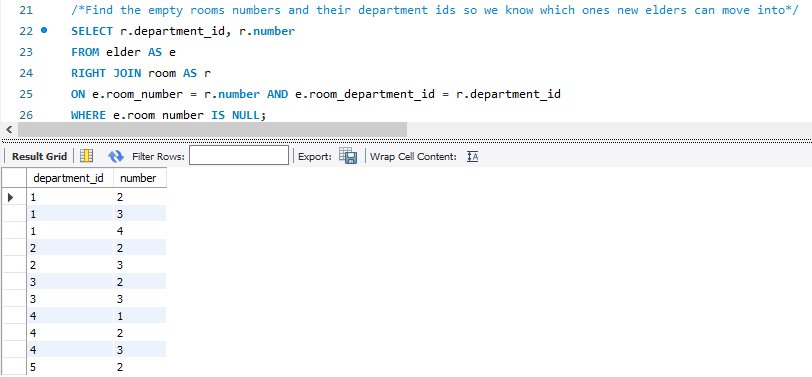 21 /*Find the empty rooms numbers and their department ids so we know which ones new elders can move into*/
22 SELECT r.department_id, r.number
23 FROM elder AS e
24 RIGHT JOIN room AS r
25 ON e.room_number = r.number AND e.room_department_id = r.department_id
26 WHERE e.room_number IS NULL;
Result Grid Filter Rows: Export: Wrap Cell Content:
department_id number
1 2
1 3
1 4
2 2
2 3
3 2
3 3
4 1
4 2
4 3
5 2